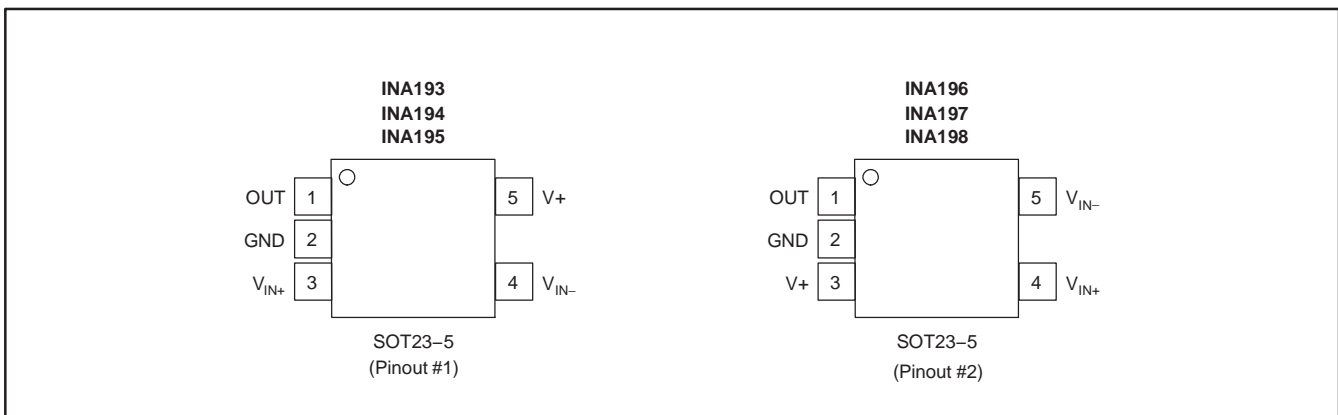 INA193
INA194
INA195
OUT 1 5 V+
GND 2
VIN+ 3 4 VIN–
SOT23–5
(Pinout #1)
INA196
INA197
INA198
OUT 1 5 VIN–
GND 2
V+ 3 4 VIN+
SOT23–5
(Pinout #2)